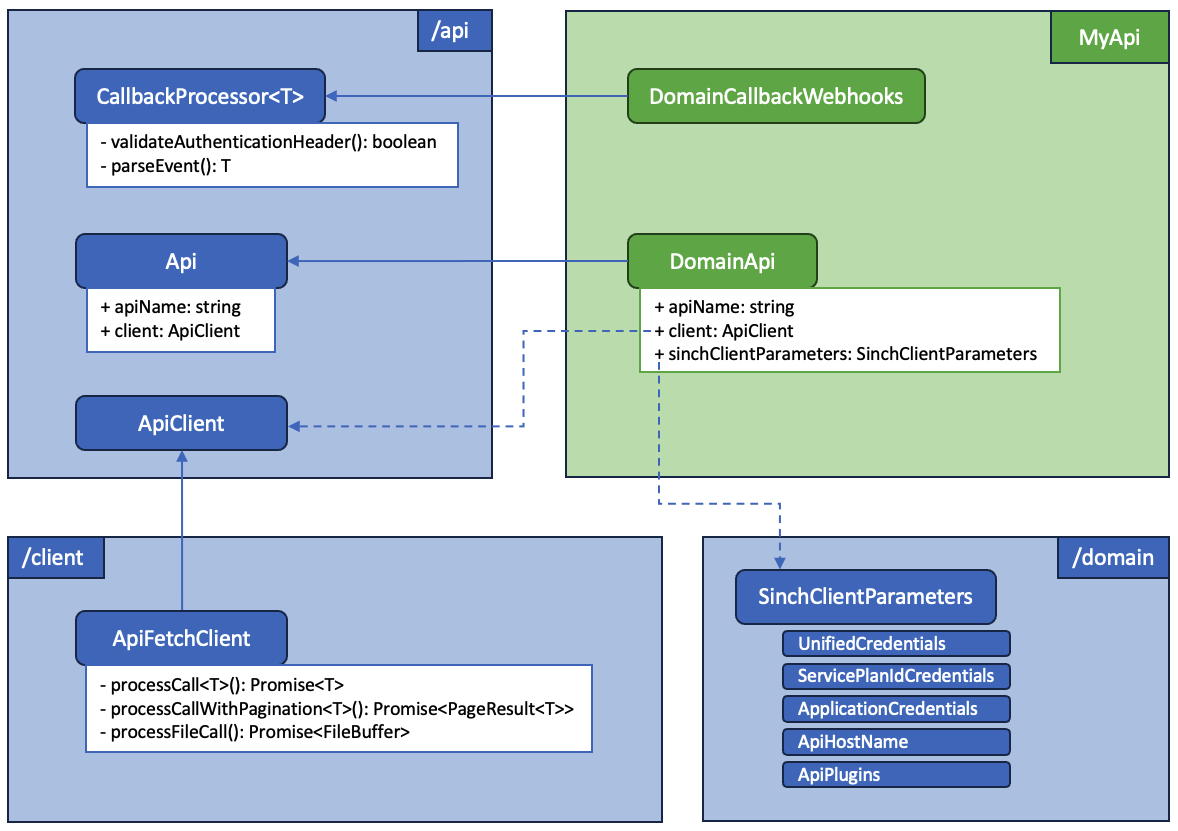 /api
CallbackProcessor<T>
- validateAuthenticationHeader(): boolean
- parseEvent(): T
Api
+ apiName: string
+ client: ApiClient
ApiClient
MyApi
DomainCallbackWebhooks
DomainApi
+ apiName: string
+ client: ApiClient
+ sinchClientParameters: SinchClientParameters
/client
ApiFetchClient
- processCall<T>(): Promise<T>
- processCallWithPagination<T>(): Promise<PageResult<T>>
- processFileCall(): Promise<FileBuffer>
/domain
SinchClientParameters
UnifiedCredentials
ServicePlanIdCredentials
ApplicationCredentials
ApiHostName
ApiPlugins